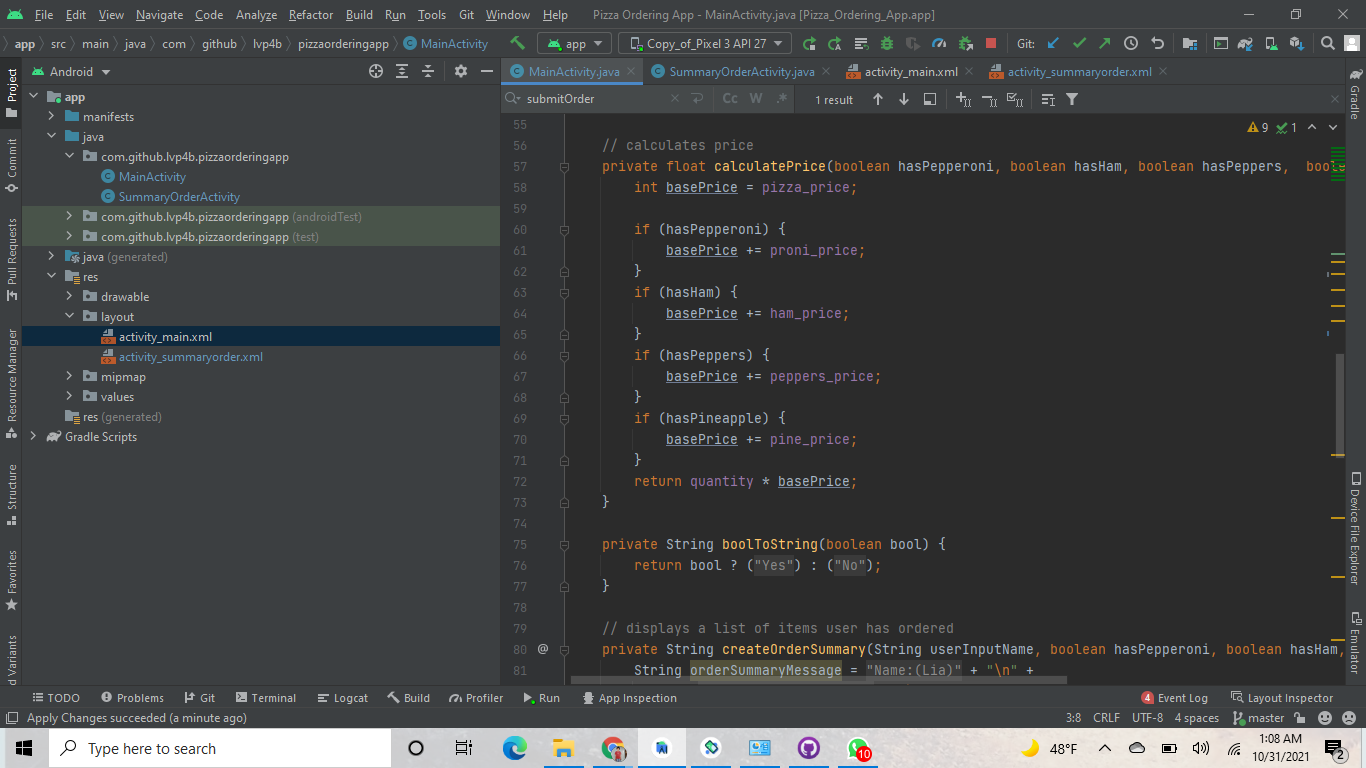 File Edit View Navigate Code Analyze Refactor Build Run Tools Git Window Help Pizza Ordering App - MainActivity.java [Pizza_Ordering_App.app]
app src main java com github lvp4b pizzaorderingapp MainActivity app Copy_of_Pixel 3 API 27 Git:
Android
MainActivity.java SummaryOrderActivity.java activity_main.xml activity_summaryorder.xml
submitOrder Cc W .* 1 result
9 1
app
manifests
java
com.github.lvp4b.pizzaorderingapp
MainActivity
SummaryOrderActivity
com.github.lvp4b.pizzaorderingapp (androidTest)
com.github.lvp4b.pizzaorderingapp (test)
java (generated)
res
drawable
layout
activity_main.xml
activity_summaryorder.xml
mipmap
values
res (generated)
Gradle Scripts
Project
Commit
Pull Requests
Resource Manager
Structure
Favorites
d Variants
55
56 // calculates price
57 private float calculatePrice(boolean hasPepperoni, boolean hasHam, boolean hasPeppers, boole
58 int basePrice = pizza_price;
59
60 if (hasPepperoni) {
61 basePrice += proni_price;
62 }
63 if (hasHam) {
64 basePrice += ham_price;
65 }
66 if (hasPeppers) {
67 basePrice += peppers_price;
68 }
69 if (hasPineapple) {
70 basePrice += pine_price;
71 }
72 return quantity * basePrice;
73 }
74
75 private String boolToString(boolean bool) {
76 return bool ? ("Yes") : ("No");
77 }
78
79 // displays a list of items user has ordered
80 @ private String createOrderSummary(String userInputName, boolean hasPepperoni, boolean hasHam,
81 String orderSummaryMessage = "Name:(Lia)" + "\n" +
Gradle
Device File Explorer
Emulator
TODO Problems Git Terminal Logcat Build Profiler Run App Inspection 4 Event Log Layout Inspector
Apply Changes succeeded (a minute ago) 3:8 CRLF UTF-8 4 spaces master
Type here to search
10
48°F
1:08 AM
10/31/2021
2